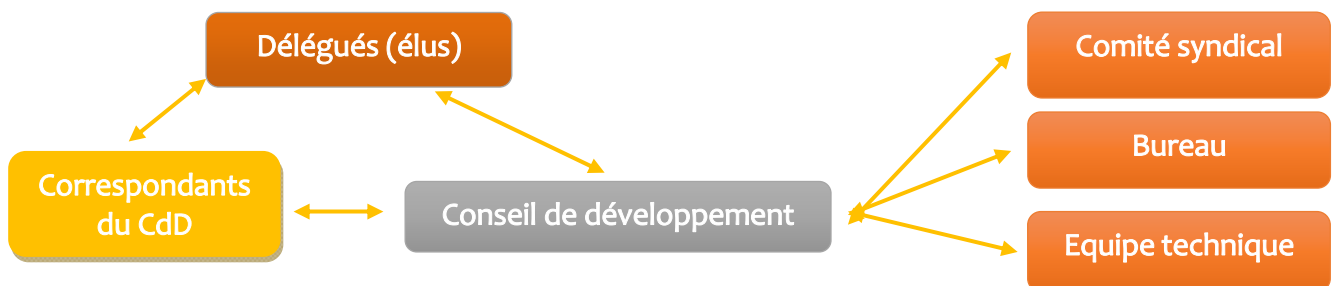 Délégués (élus)
Correspondants
du CdD
Conseil de développement
Comité syndical
Bureau
Equipe technique